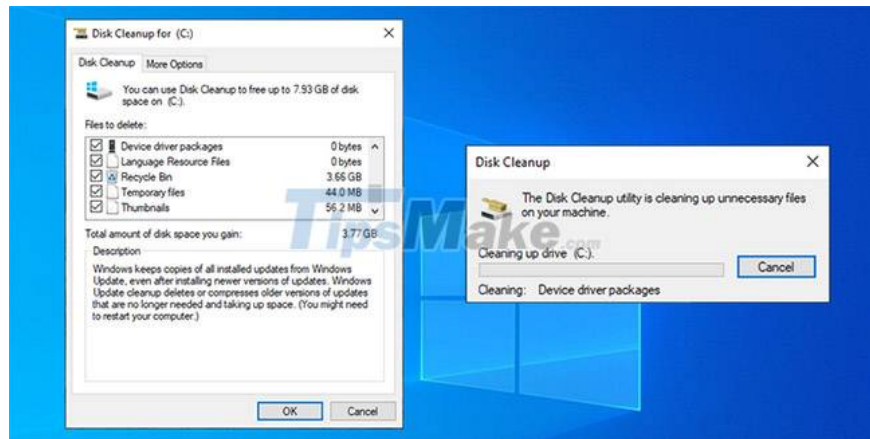 Disk Cleanup for (C:)
Disk Cleanup
More Options
You can use Disk Cleanup to free up to 7.93 GB of disk
space on (C:).
Files to delete:
Device driver packages 0 bytes
Language Resource Files 0 bytes
Recycle Bin 3.66 GB
Temporary files 44.0 MB
Thumbnails 56.2 MB
Total amount of disk space you gain: 3.77 GB
Description
Windows keeps copies of all installed updates from Windows
Update, even after installing newer versions of updates. Windows
Update cleanup deletes or compresses older versions of updates
that are no longer needed and taking up space. (You might need
to restart your computer.)
OK
Cancel
Disk Cleanup
The Disk Cleanup utility is cleaning up unnecessary files
on your machine.
Cleaning up drive (C:).
Cancel
Cleaning: Device driver packages
TipsMake.com